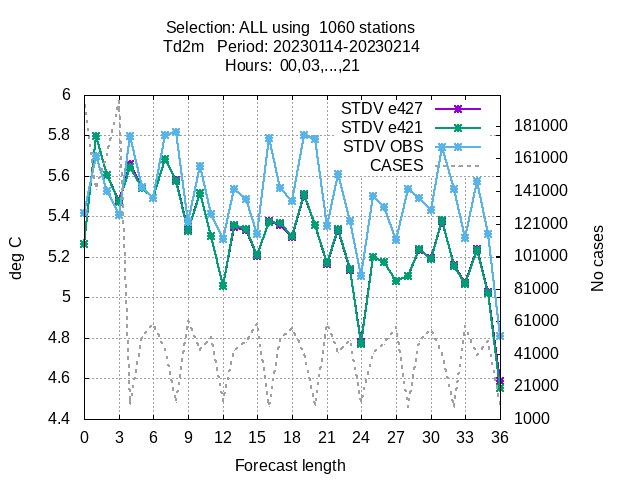 Selection: ALL using  1060 stations
Td2m   Period: 20230114-20230214
Hours:  00,03,...,21
STDV e427
STDV e421
STDV OBS
CASES
6
5.8
5.6
5.4
5.2
5
4.8
4.6
4.4
deg C
181000
161000
141000
121000
101000
81000
61000
41000
21000
1000
No cases
0 3 6 9 12 15 18 21 24 27 30 33 36
Forecast length